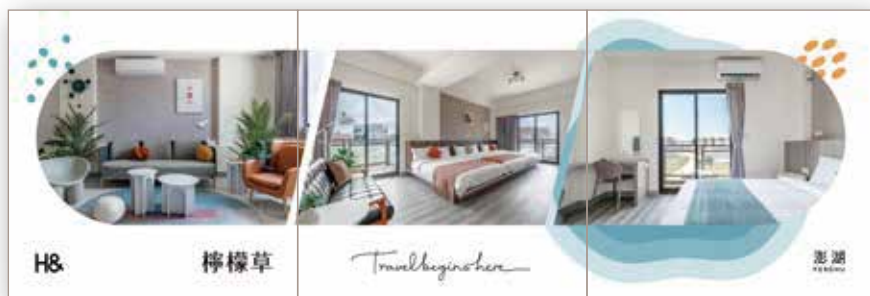 H&
檸檬草
Travel begins here
澎湖
PENGHU